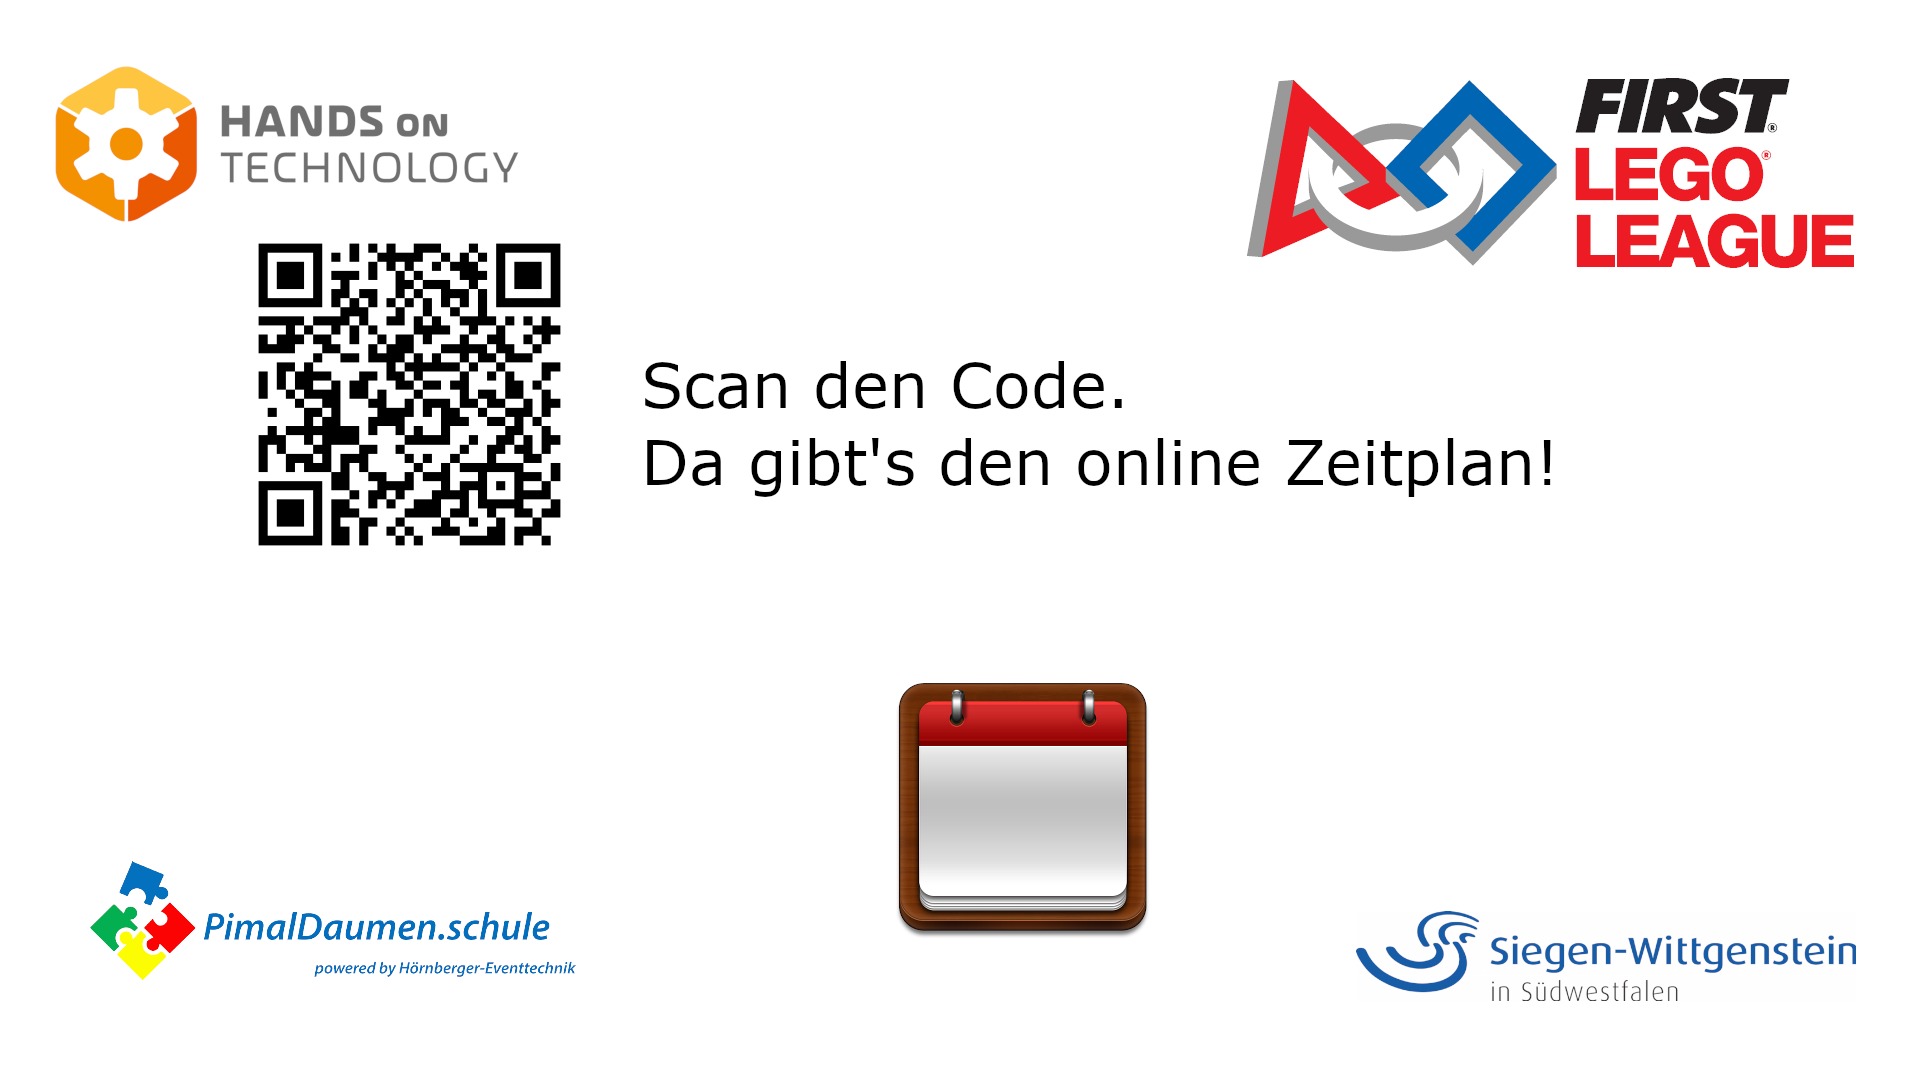 HANDS ON
TECHNOLOGY
FIRST®
LEGO®
LEAGUE
Scan den Code.
Da gibt's den online Zeitplan!
PimalDaumen.schule
powered by Hörnberger-Eventtechnik
Siegen-Wittgenstein
in Südwestfalen